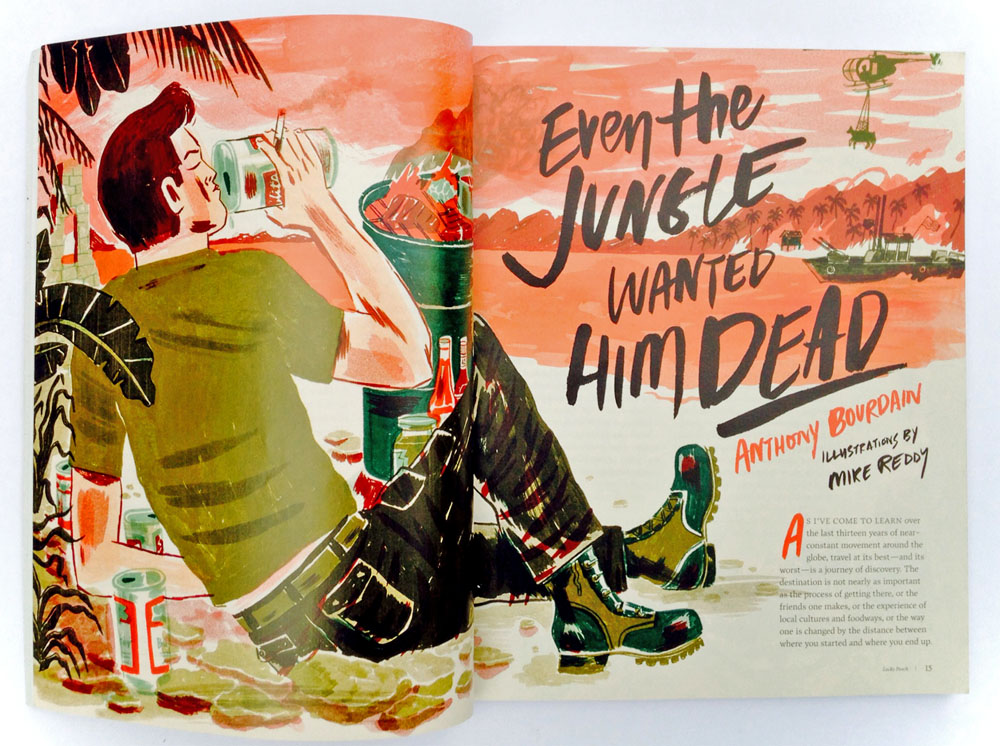 Even the
JUNGLE
WANTED
HIM DEAD
ANTHONY BOURDAIN
ILLUSTRATIONS BY
MIKE REDDY
AS I'VE COME TO LEARN over
the last thirteen years of near-
constant movement around the
globe, travel at its best—and its
worst—is a journey of discovery. The
destination is not nearly as important
as the process of getting there, or the
friends one makes, or the experience of
local cultures and foodways, or the way
one is changed by the distance between
where you started and where you end up.
Lucky Peach | 15